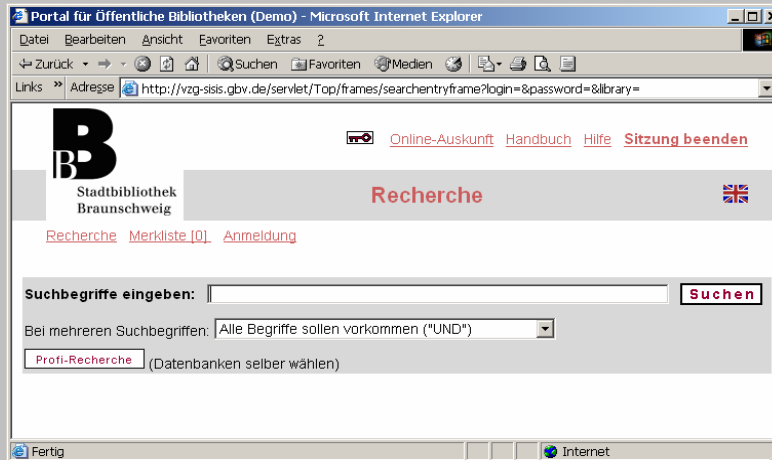 Portal für Öffentliche Bibliotheken (Demo) - Microsoft Internet Explorer
Datei Bearbeiten Ansicht Favoriten Extras ?
Zurück Suchen Favoriten Medien
Links » Adresse http://vzg-sisis.gbv.de/servlet/Top/frames/searchentryframe?login=&password=&library=
BB
Online-Auskunft Handbuch Hilfe Sitzung beenden
Stadtbibliothek
Braunschweig
Recherche
Recherche Merkliste [0] Anmeldung
Suchbegriffe eingeben: Suchen
Bei mehreren Suchbegriffen: Alle Begriffe sollen vorkommen ("UND")
Profi-Recherche (Datenbanken selber wählen)
Fertig Internet